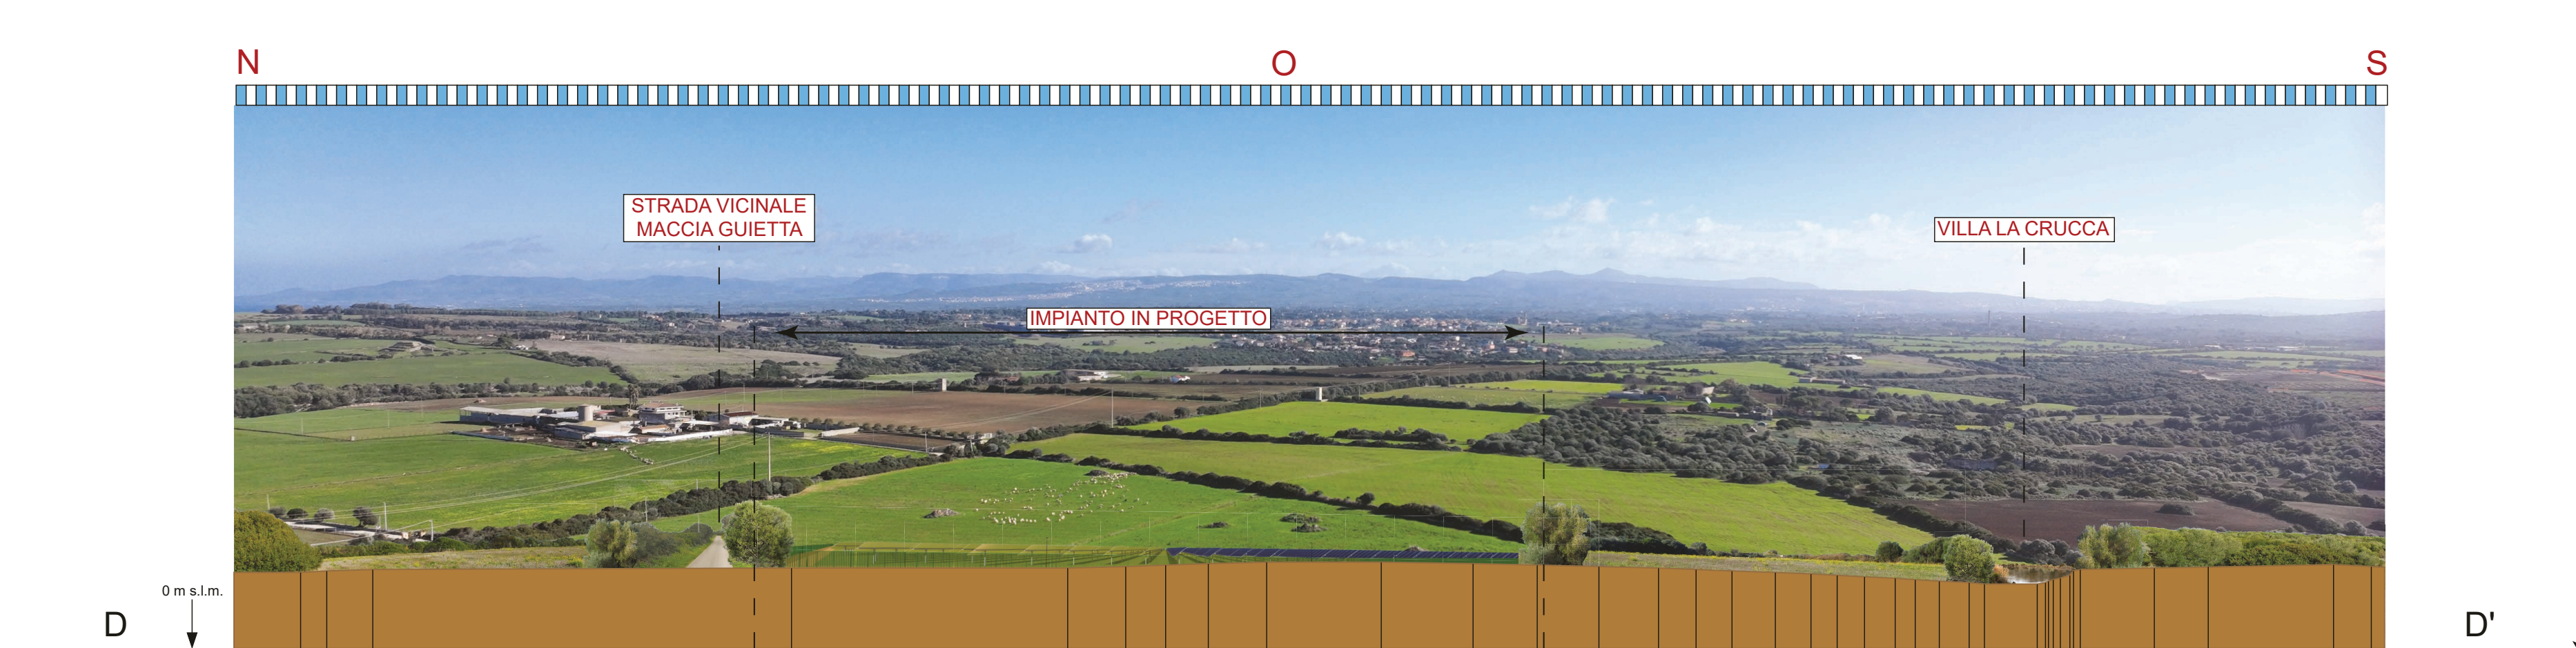 N
O
S
STRADA VICINALE
MACCIA GUIETTA
VILLA LA CRUCCA
IMPIANTO IN PROGETTO
0 m s.l.m.
D
D'